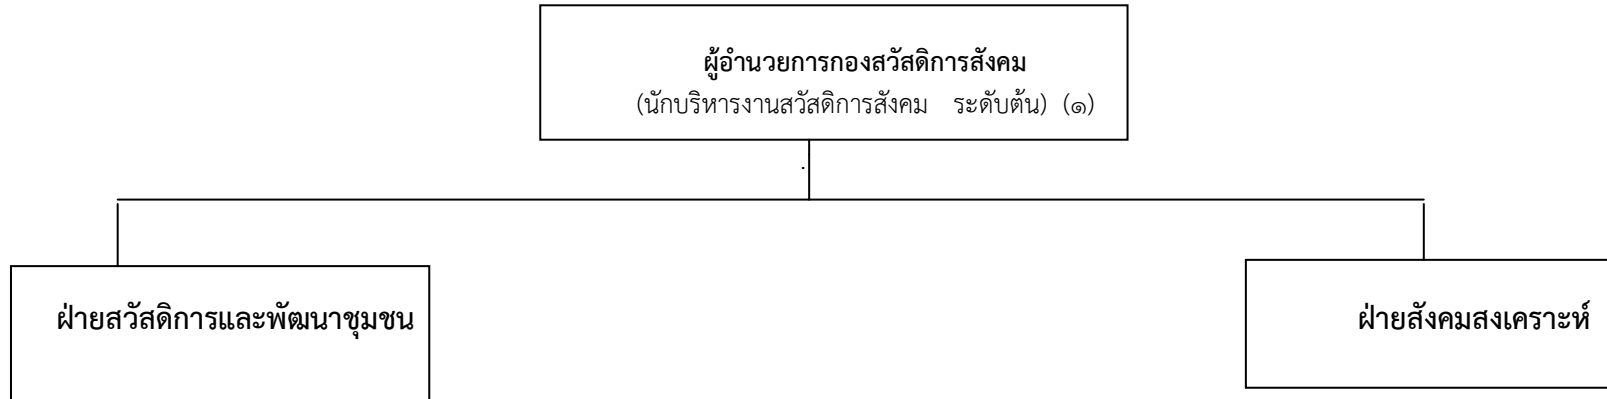 ผู้อำนวยการกองสวัสดิการสังคม
(นักบริหารงานสวัสดิการสังคม ระดับต้น) (๑)
ฝ่ายสวัสดิการและพัฒนาชุมชน
ฝ่ายสังคมสงเคราะห์